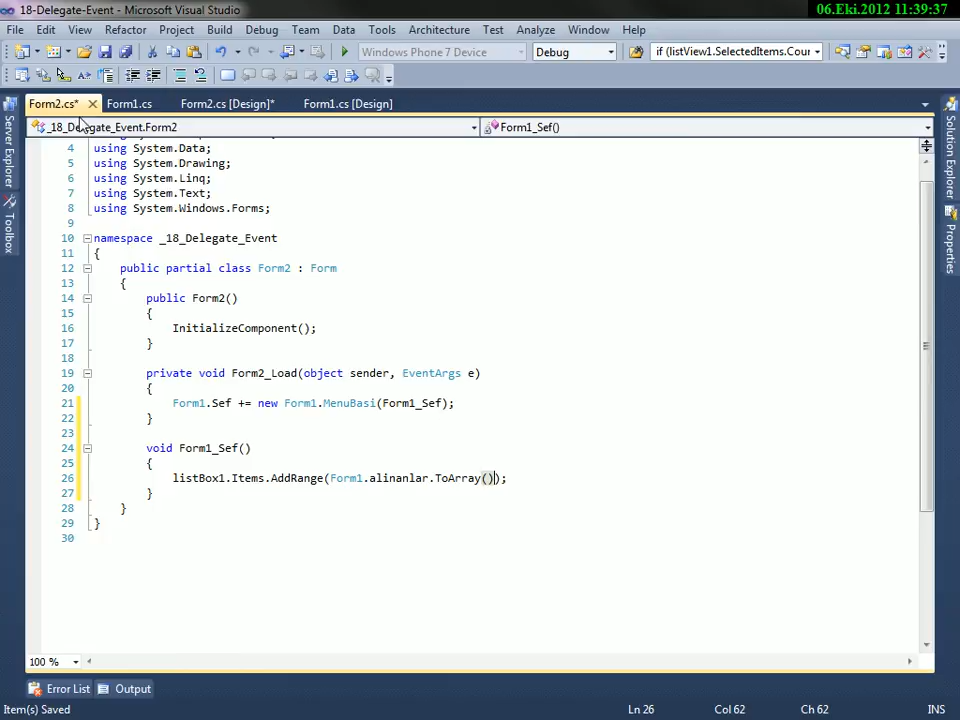 18-Delegate-Event - Microsoft Visual Studio
06.Eki.2012 11:39:37
File Edit View Refactor Project Build Debug Team Data Tools Architecture Test Analyze Window Help
Windows Phone 7 Device Debug if (listView1.SelectedItems.Cour
Form2.cs* Form1.cs Form2.cs [Design]* Form1.cs [Design]
_18_Delegate_Event.Form2 Form1_Sef()
4 using System.Data;
5 using System.Drawing;
6 using System.Linq;
7 using System.Text;
8 using System.Windows.Forms;
9
10 namespace _18_Delegate_Event
11 {
12 public partial class Form2 : Form
13 {
14 public Form2()
15 {
16 InitializeComponent();
17 }
18
19 private void Form2_Load(object sender, EventArgs e)
20 {
21 Form1.Sef += new Form1.MenuBasi(Form1_Sef);
22 }
23
24 void Form1_Sef()
25 {
26 listBox1.Items.AddRange(Form1.alinanlar.ToArray());
27 }
28 }
29 }
30
Server Explorer
Toolbox
Solution Explorer
Properties
100 %
Error List Output
Item(s) Saved Ln 26 Col 62 Ch 62 INS